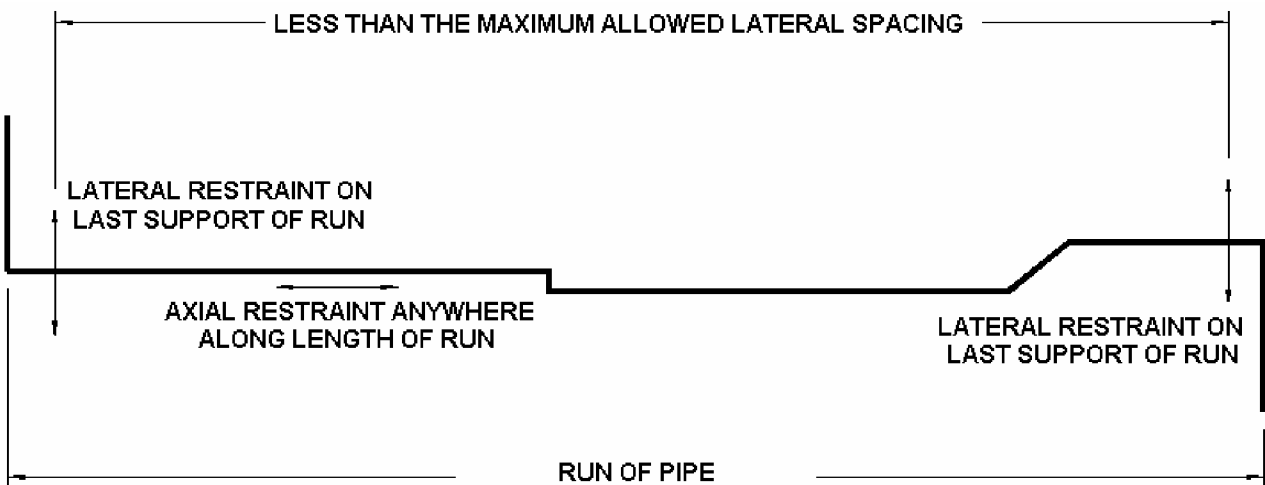 LESS THAN THE MAXIMUM ALLOWED LATERAL SPACING
LATERAL RESTRAINT ON
LAST SUPPORT OF RUN
AXIAL RESTRAINT ANYWHERE
ALONG LENGTH OF RUN
LATERAL RESTRAINT ON
LAST SUPPORT OF RUN
RUN OF PIPE